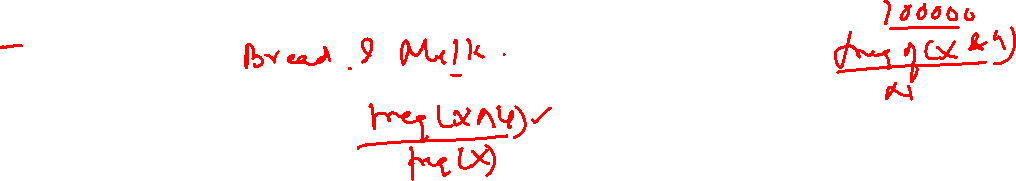 100000
Bread & Milk.
freq of (X & Y)
N
freq (X ∩ Y) ✓
freq (X)